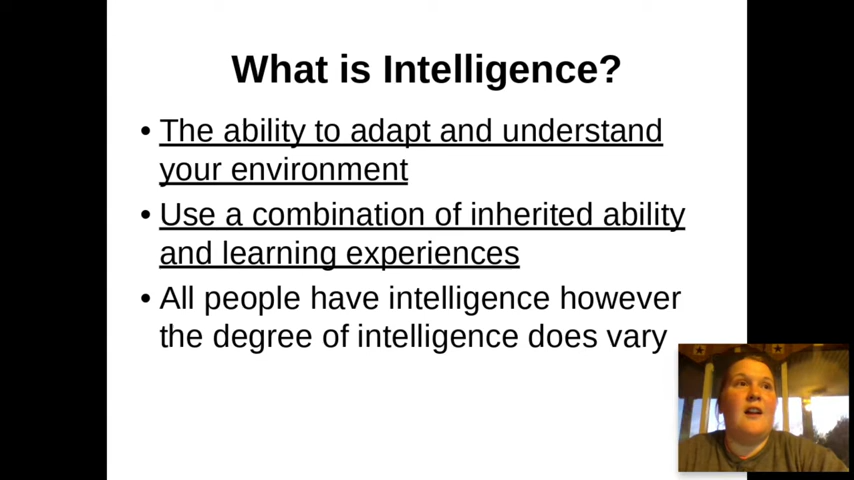 What is Intelligence?
• The ability to adapt and understand
your environment
• Use a combination of inherited ability
and learning experiences
• All people have intelligence however
the degree of intelligence does vary